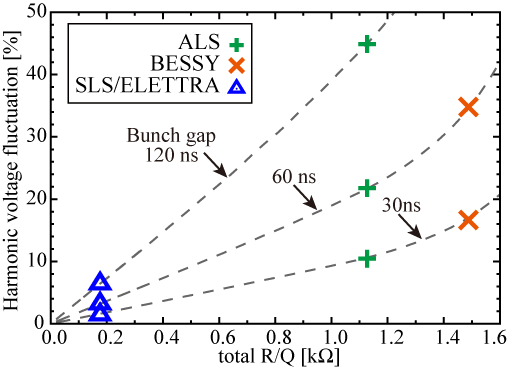 Harmonic voltage fluctuation [%]
50
40
30
20
10
0
ALS
BESSY
SLS/ELETTRA
Bunch gap
120 ns
60 ns
30ns
0.0 0.2 0.4 0.6 0.8 1.0 1.2 1.4 1.6
total R/Q [kΩ]